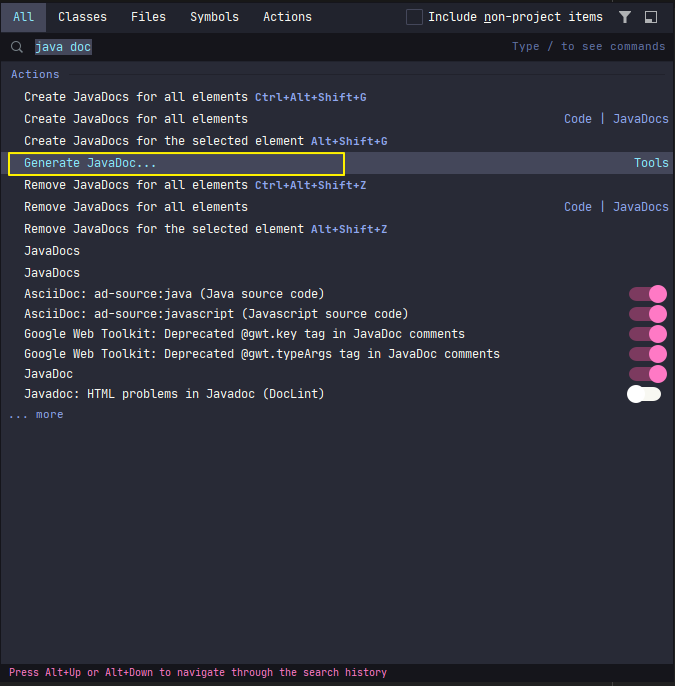 All Classes Files Symbols Actions Include non-project items
java doc Type / to see commands
Actions
Create JavaDocs for all elements Ctrl+Alt+Shift+G
Create JavaDocs for all elements Code | JavaDocs
Create JavaDocs for the selected element Alt+Shift+G
Generate JavaDoc... Tools
Remove JavaDocs for all elements Ctrl+Alt+Shift+Z
Remove JavaDocs for all elements Code | JavaDocs
Remove JavaDocs for the selected element Alt+Shift+Z
JavaDocs
JavaDocs
AsciiDoc: ad-source:java (Java source code)
AsciiDoc: ad-source:javascript (Javascript source code)
Google Web Toolkit: Deprecated @gwt.key tag in JavaDoc comments
Google Web Toolkit: Deprecated @gwt.typeArgs tag in JavaDoc comments
JavaDoc
Javadoc: HTML problems in Javadoc (DocLint)
... more
Press Alt+Up or Alt+Down to navigate through the search history